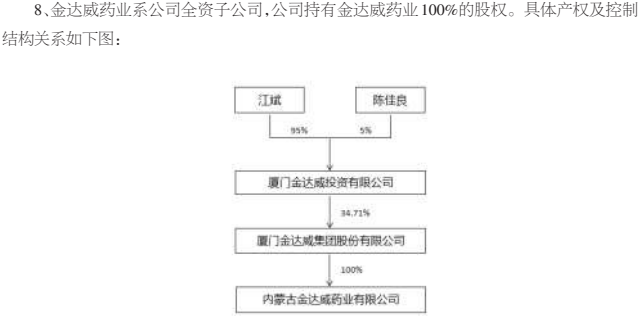 8、金达威药业系公司全资子公司，公司持有金达威药业100%的股权。具体产权及控制
结构关系如下图：
江斌 陈佳良
95% 5%
厦门金达威投资有限公司
34.71%
厦门金达威集团股份有限公司
100%
内蒙古金达威药业有限公司